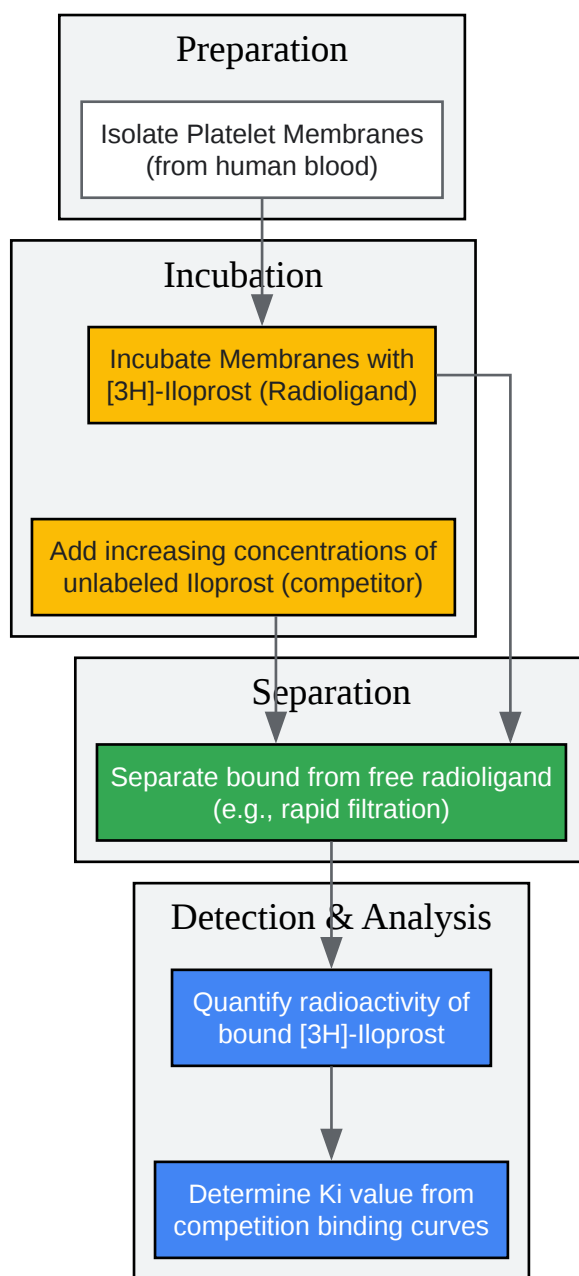 Preparation
Isolate Platelet Membranes
(from human blood)
Incubation
Incubate Membranes with
[3H]-Iloprost (Radioligand)
Add increasing concentrations of
unlabeled Iloprost (competitor)
Separation
Separate bound from free radioligand
(e.g., rapid filtration)
Detection & Analysis
Quantify radioactivity of
bound [3H]-Iloprost
Determine Ki value from
competition binding curves